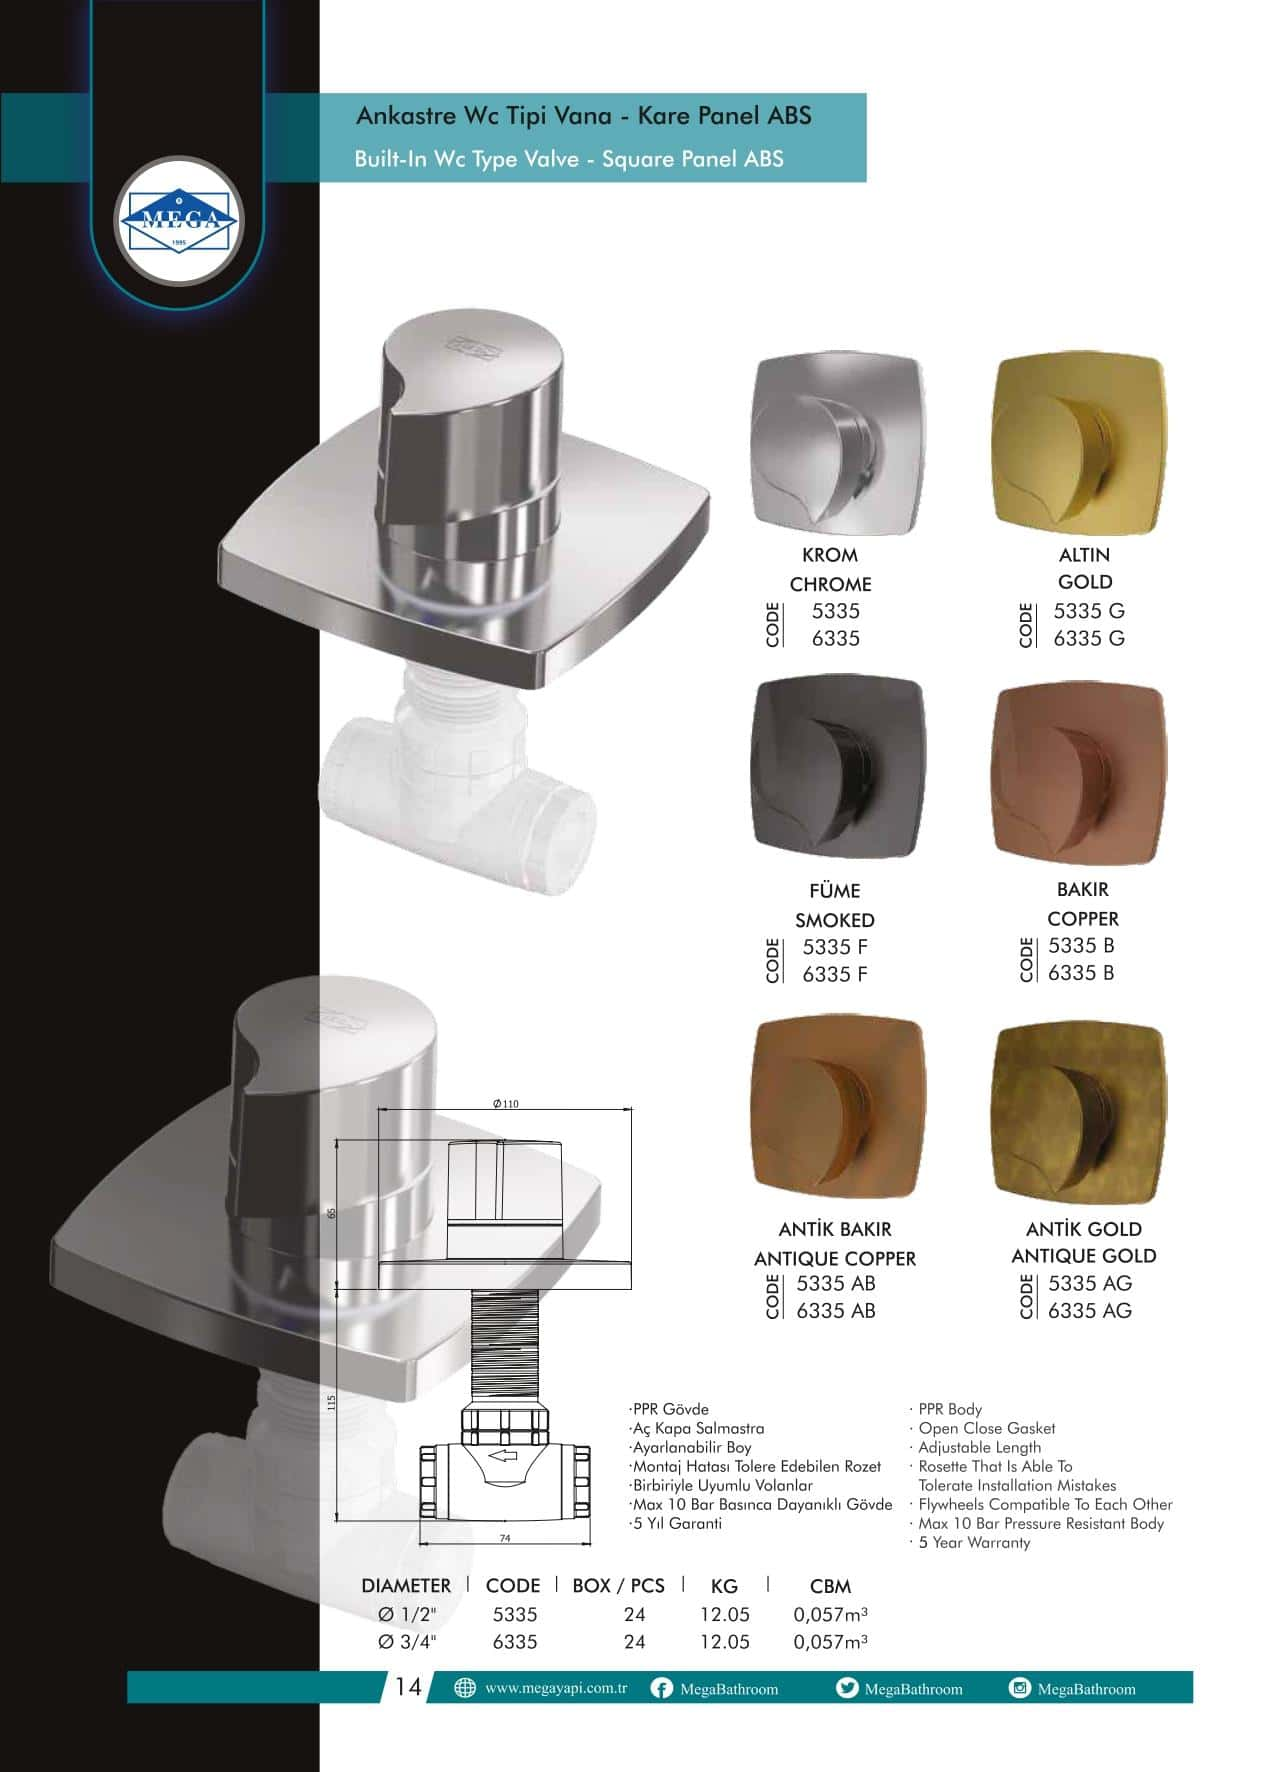 Ankastre Wc Tipi Vana - Kare Panel ABS
Built-In Wc Type Valve - Square Panel ABS
MEGA
1995
KROM
CHROME
CODE
5335
6335
ALTIN
GOLD
CODE
5335 G
6335 G
FÜME
SMOKED
CODE
5335 F
6335 F
BAKIR
COPPER
CODE
5335 B
6335 B
ANTİK BAKIR
ANTIQUE COPPER
CODE
5335 AB
6335 AB
ANTİK GOLD
ANTIQUE GOLD
CODE
5335 AG
6335 AG
Ø110
65
115
74
·PPR Gövde
·Aç Kapa Salmastra
·Ayarlanabilir Boy
·Montaj Hatası Tolere Edebilen Rozet
·Birbiriyle Uyumlu Volanlar
·Max 10 Bar Basınca Dayanıklı Gövde
·5 Yıl Garanti
· PPR Body
· Open Close Gasket
· Adjustable Length
· Rosette That Is Able To
Tolerate Installation Mistakes
· Flywheels Compatible To Each Other
· Max 10 Bar Pressure Resistant Body
· 5 Year Warranty
DIAMETER | CODE | BOX / PCS | KG | CBM
Ø 1/2" 5335 24 12.05 0,057m³
Ø 3/4" 6335 24 12.05 0,057m³
14 www.megayapi.com.tr MegaBathroom MegaBathroom MegaBathroom